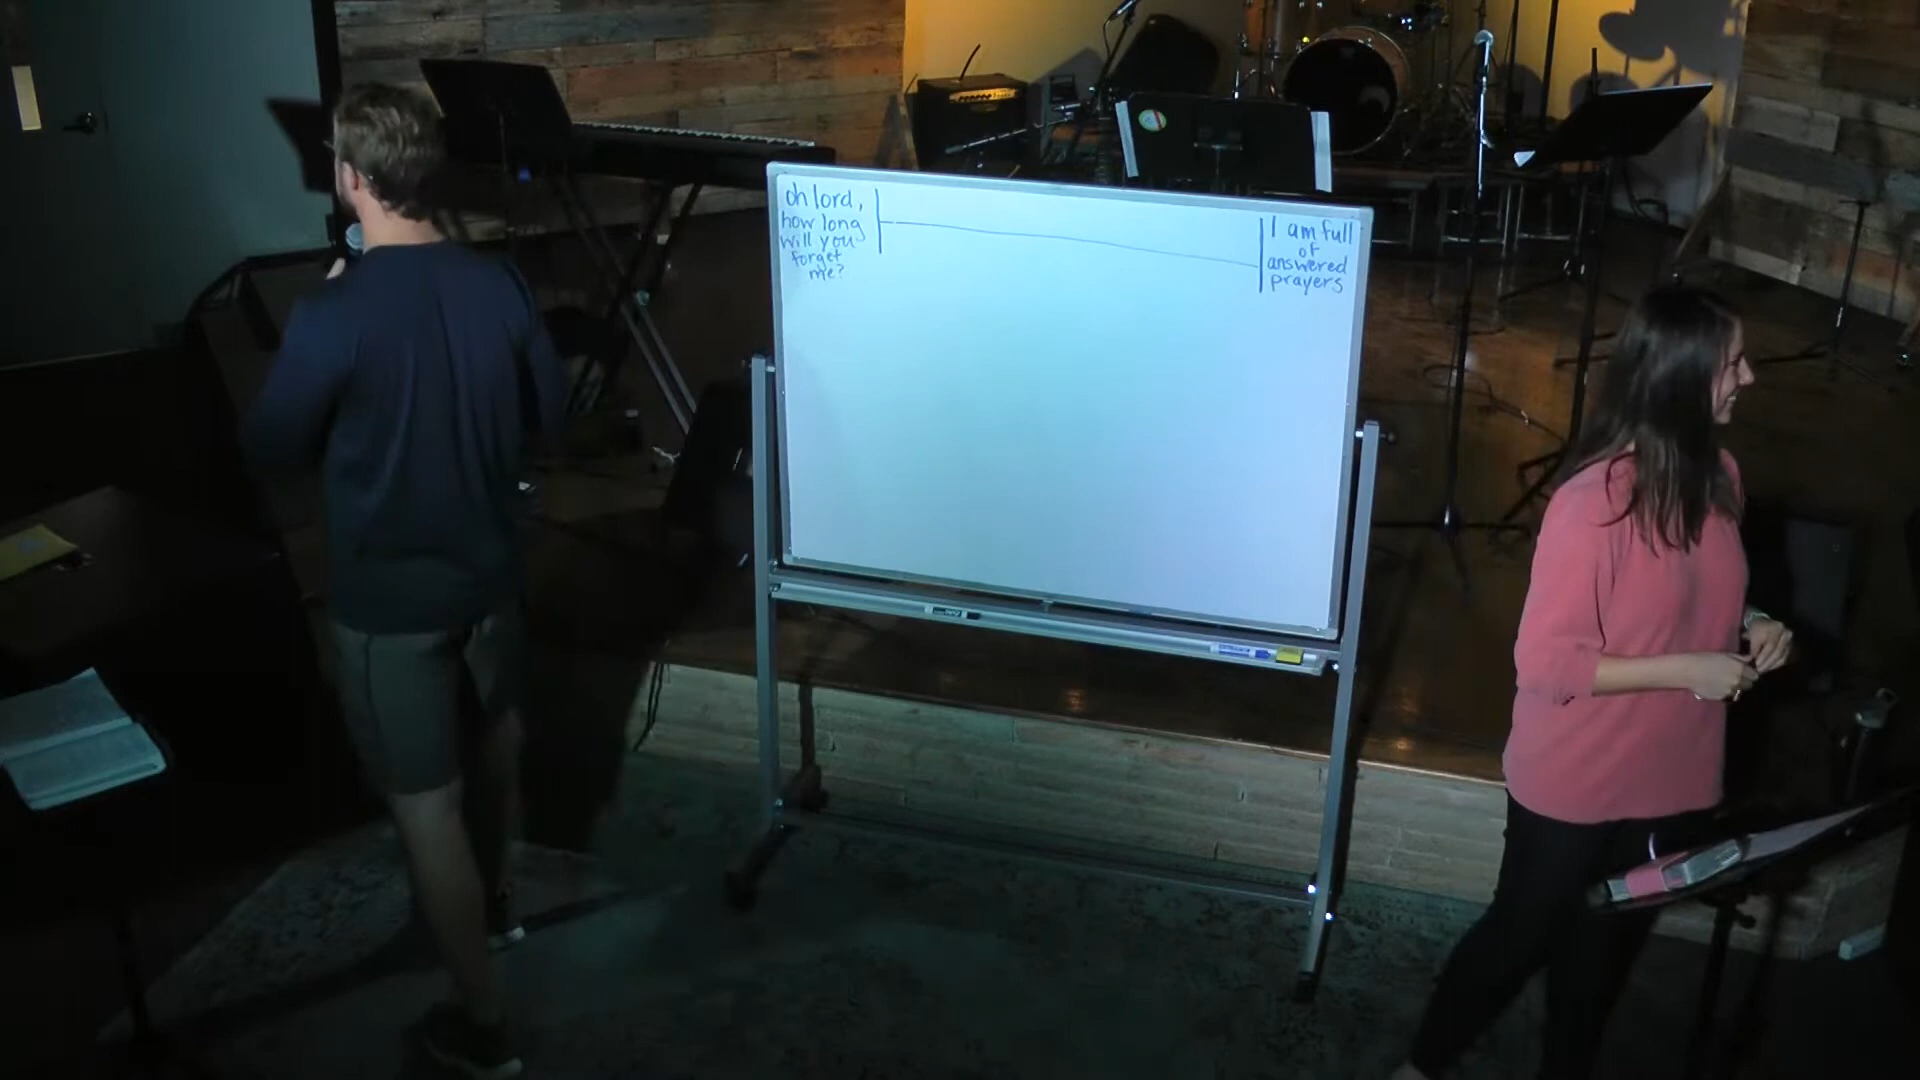 oh lord,
how long
will you
forget
me?
I am full
of
answered
prayers